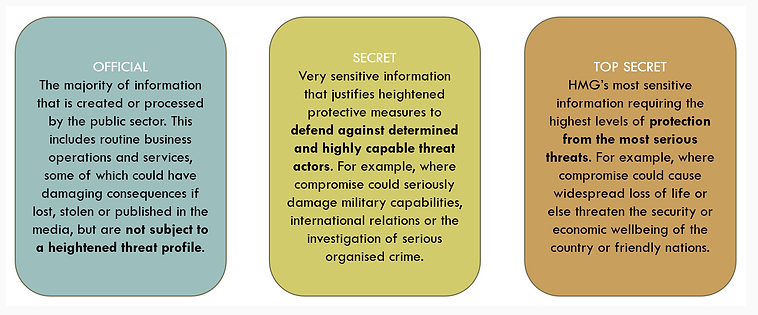 OFFICIAL
The majority of information
that is created or processed
by the public sector. This
includes routine business
operations and services,
some of which could have
damaging consequences if
lost, stolen or published in the
media, but are not subject to
a heightened threat profile.
SECRET
Very sensitive information
that justifies heightened
protective measures to
defend against determined
and highly capable threat
actors. For example, where
compromise could seriously
damage military capabilities,
international relations or the
investigation of serious
organised crime.
TOP SECRET
HMG's most sensitive
information requiring the
highest levels of protection
from the most serious
threats. For example, where
compromise could cause
widespread loss of life or
else threaten the security or
economic wellbeing of the
country or friendly nations.